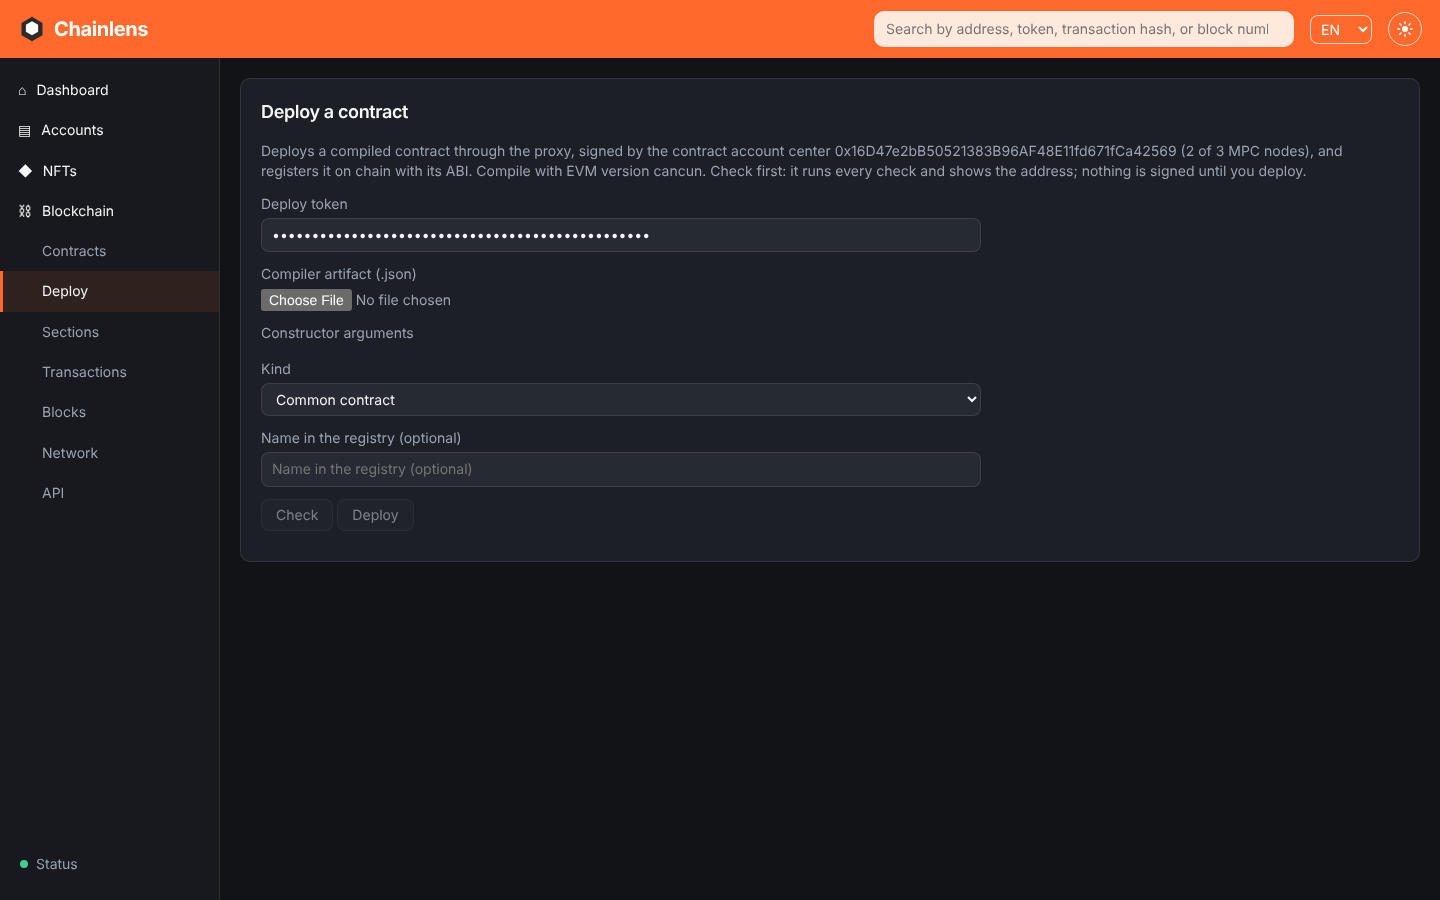 Chainlens
Search by address, token, transaction hash, or block numl
EN
Dashboard
Accounts
NFTs
Blockchain
Contracts
Deploy
Sections
Transactions
Blocks
Network
API
Status
Deploy a contract
Deploys a compiled contract through the proxy, signed by the contract account center 0x16D47e2bB50521383B96AF48E11fd671fCa42569 (2 of 3 MPC nodes), and
registers it on chain with its ABI. Compile with EVM version cancun. Check first: it runs every check and shows the address; nothing is signed until you deploy.
Deploy token
••••••••••••••••••••••••••••••••••••••••••••••••
Compiler artifact (.json)
Choose File No file chosen
Constructor arguments
Kind
Common contract
Name in the registry (optional)
Name in the registry (optional)
Check Deploy